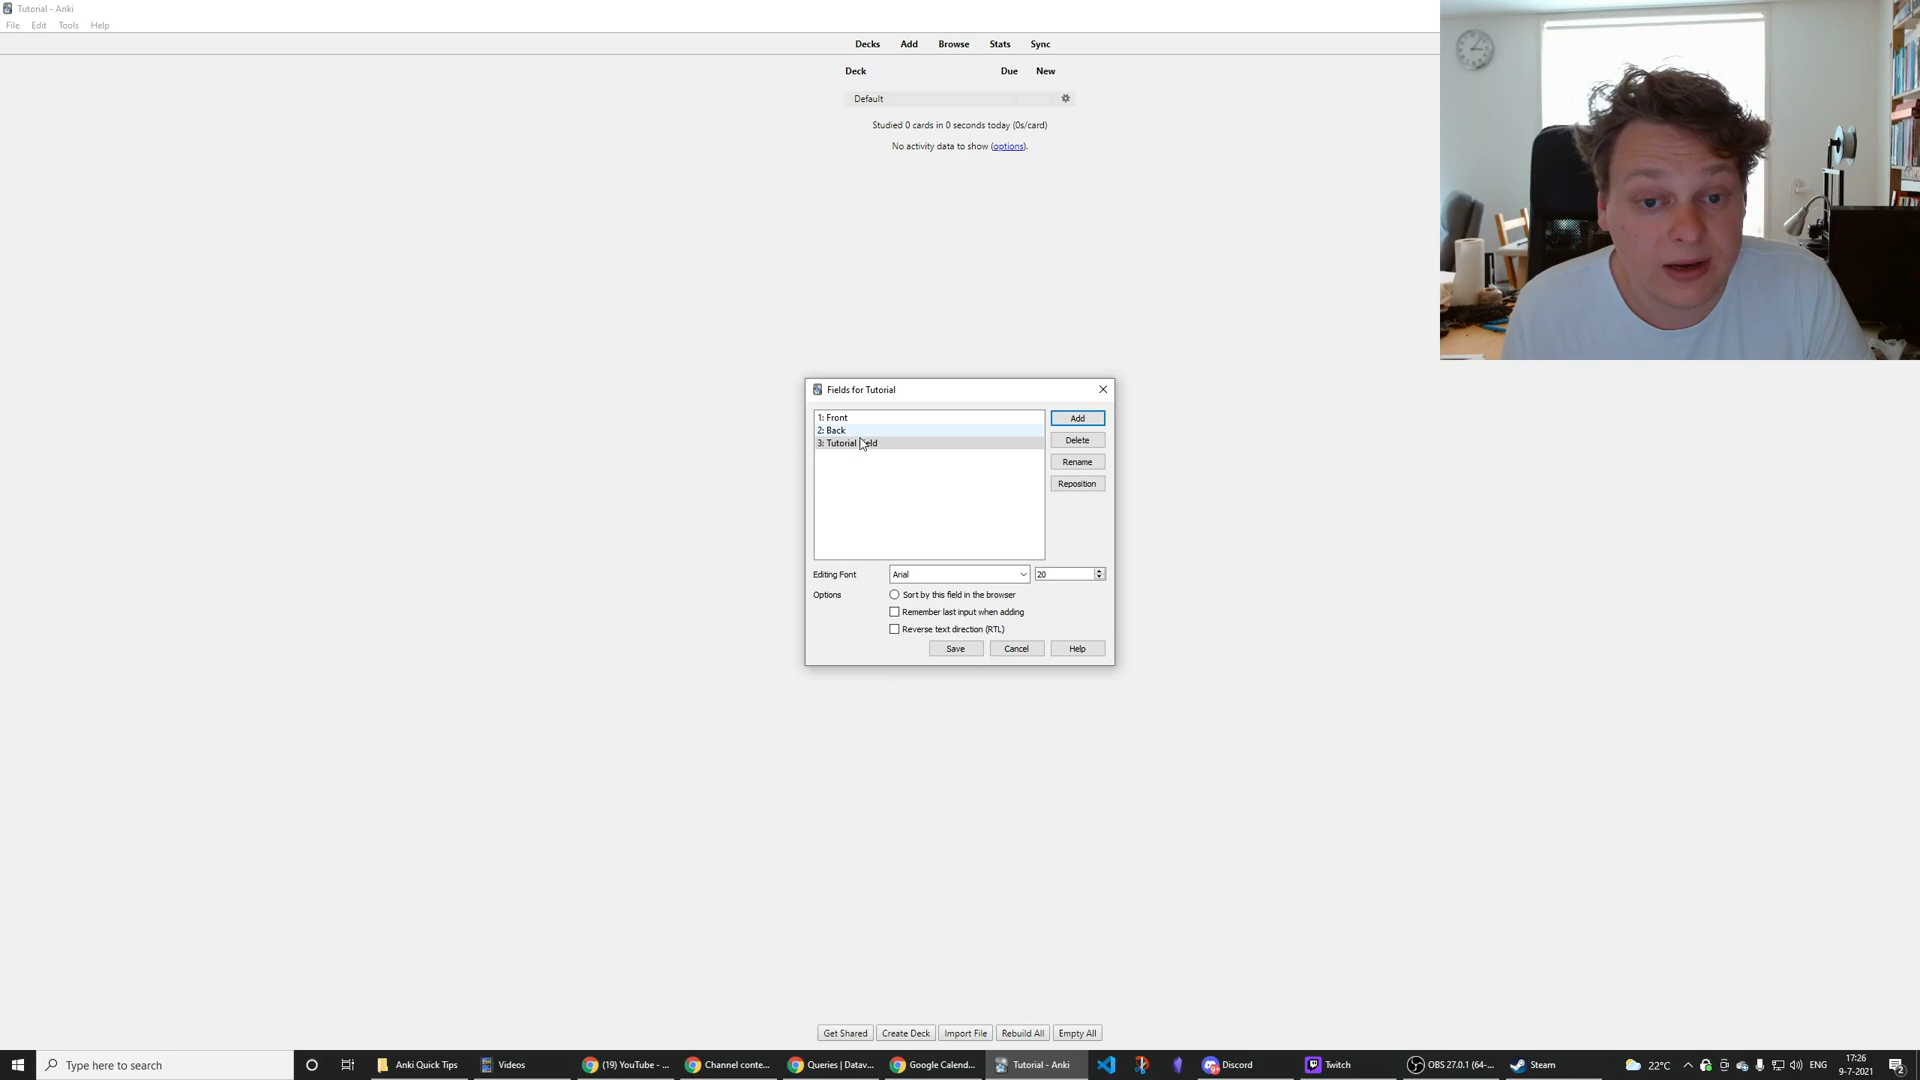 Tutorial - Anki
File Edit Tools Help
Decks Add Browse Stats Sync
Deck Due New
Default
Studied 0 cards in 0 seconds today (0s/card)
No activity data to show (options).
Fields for Tutorial
1: Front
2: Back
3: Tutorial
Add
Delete
Rename
Reposition
Editing Font Arial 20
Options Sort by this field in the browser
Remember last input when adding
Reverse text direction (RTL)
Save Cancel Help
Get Shared Create Deck Import File Rebuild All Empty All
Type here to search Anki Quick Tips Videos (19) YouTube - ... Channel conte... Queries | Datav... Google Calend... Tutorial - Anki Discord Twitch OBS 27.0.1 (64-... Steam 22°C ENG 17:26
9-7-2021